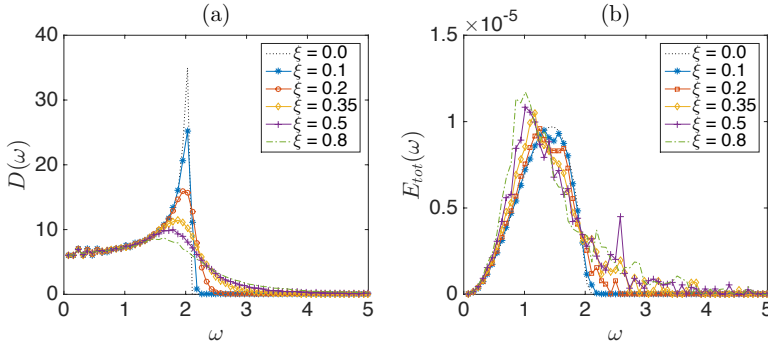 (a)
40
30
20
10
0
D(ω)
0 1 2 3 4 5
ω
ξ = 0.0
ξ = 0.1
ξ = 0.2
ξ = 0.35
ξ = 0.5
ξ = 0.8
(b)
×10⁻⁵
1.5
1
0.5
0
E_tot(ω)
0 1 2 3 4 5
ω
ξ = 0.0
ξ = 0.1
ξ = 0.2
ξ = 0.35
ξ = 0.5
ξ = 0.8